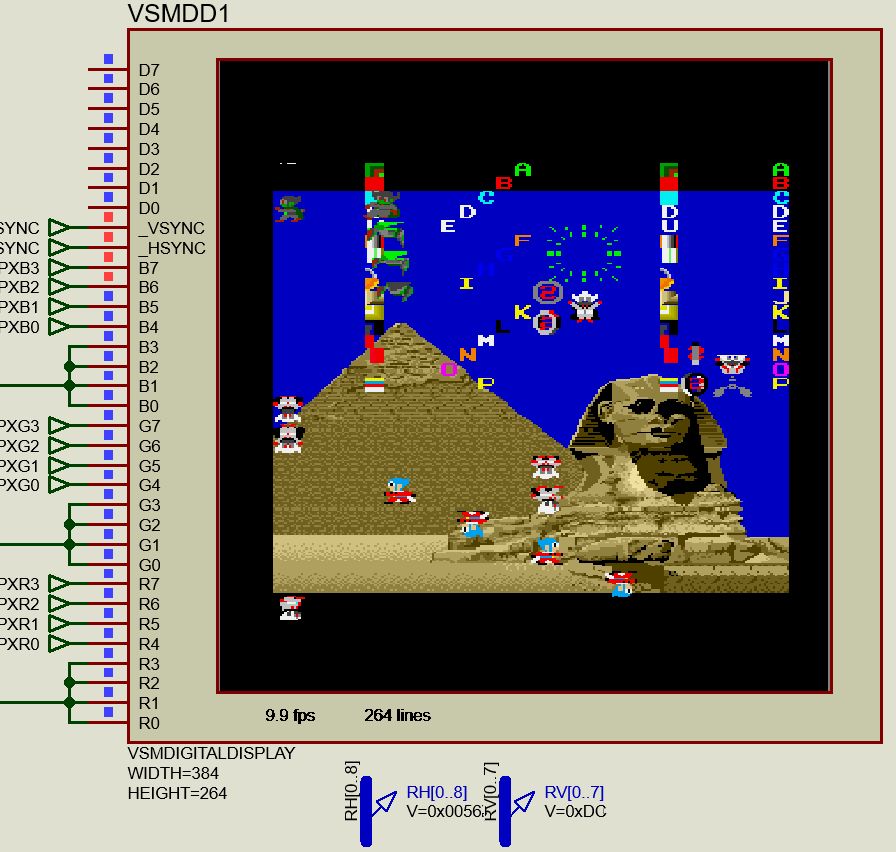 VSMDD1
D7
D6
D5
D4
D3
D2
D1
D0
SYNC _VSYNC
SYNC _HSYNC
PXB3 B7
PXB2 B6
PXB1 B5
PXB0 B4
B3
B2
B1
B0
PXG3 G7
PXG2 G6
PXG1 G5
PXG0 G4
G3
G2
G1
G0
PXR3 R7
PXR2 R6
PXR1 R5
PXR0 R4
R3
R2
R1
R0
A A
B B
C C
D D D
E U E
F F
G
H
I I
J
2
K K
2
L L
M M
N N
O O
P P
9.9 fps 264 lines
VSMDIGITALDISPLAY
WIDTH=384
HEIGHT=264
RH[0..8] RH[0..8]
V=0x0056
RV[0..7] RV[0..7]
V=0xDC